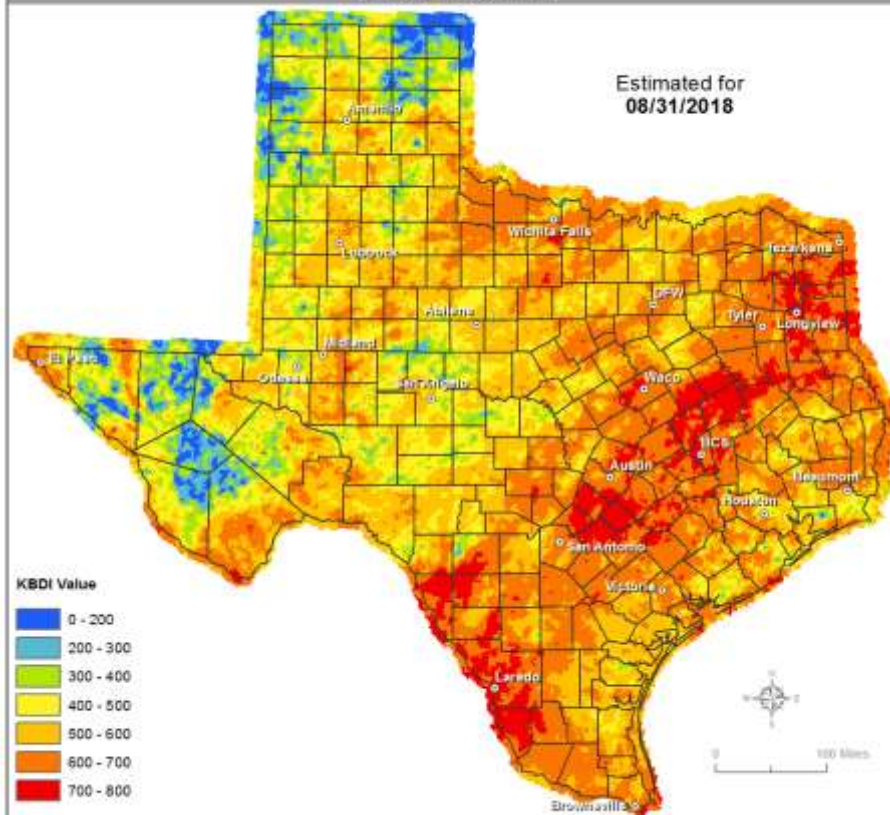 Estimated for
08/31/2018
Amarillo
Wichita Falls
Texarkana
Lubbock
DFW
Abilene
Tyler
Longview
El Paso
Midland
Odessa
San Angelo
Waco
BCS
Austin
Beaumont
Houston
San Antonio
Victoria
KBDI Value
0 - 200
200 - 300
300 - 400
400 - 500
500 - 600
600 - 700
700 - 800
Laredo
0 100 Miles
Brownsville